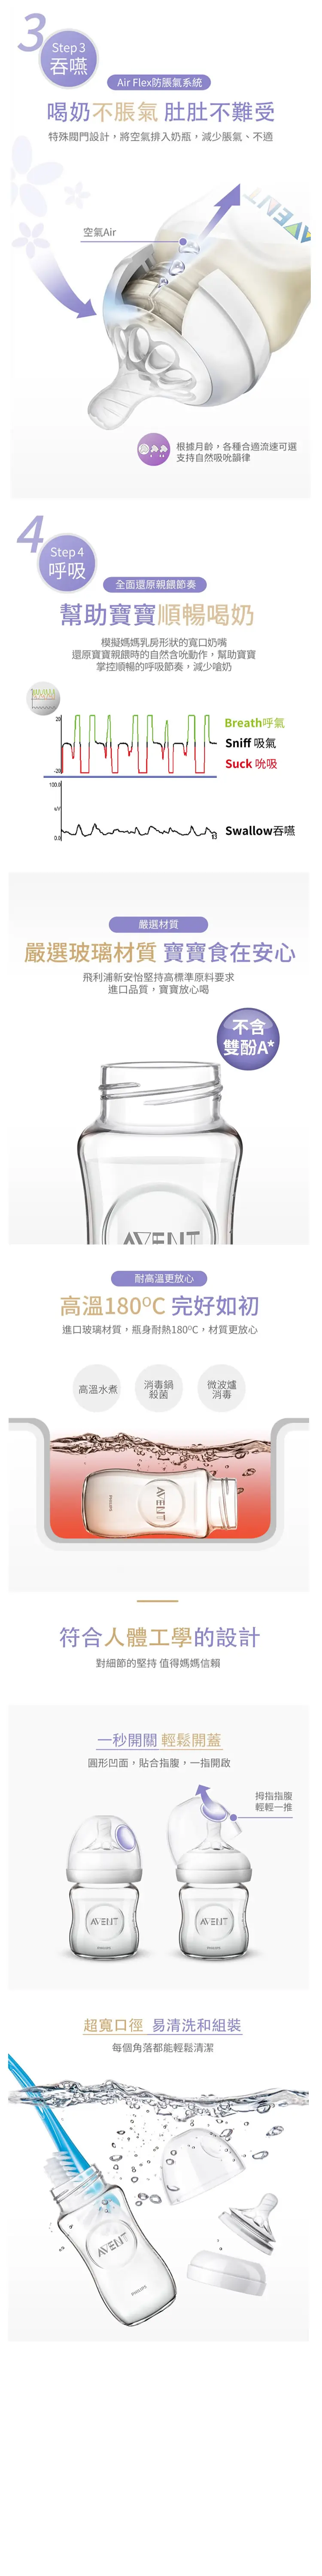 3
Step 3
吞嚥
Air Flex防脹氣系統
喝奶不脹氣 肚肚不難受
特殊閥門設計，將空氣排入奶瓶，減少脹氣、不適
AVENT
空氣Air
根據月齡，各種合適流速可選
支持自然吸吮韻律
4
Step 4
呼吸
全面還原親餵節奏
幫助寶寶順暢喝奶
模擬媽媽乳房形狀的寬口奶嘴
還原寶寶親餵時的自然含吮動作，幫助寶寶
掌控順暢的呼吸節奏，減少嗆奶
20
Breath呼氣
Sniff 吸氣
Suck 吮吸
-20
100.0
0.0
Swallow吞嚥
嚴選材質
嚴選玻璃材質 寶寶食在安心
飛利浦新安怡堅持高標準原料要求
進口品質，寶寶放心喝
不含
雙酚A*
AVENT
耐高溫更放心
高溫180ºC 完好如初
進口玻璃材質，瓶身耐熱180ºC，材質更放心
高溫水煮
消毒鍋
殺菌
微波爐
消毒
AVENT
PHILIPS
符合人體工學的設計
對細節的堅持 值得媽媽信賴
一秒開關 輕鬆開蓋
圓形凹面，貼合指腹，一指開啟
拇指指腹
輕輕一推
AVENT
PHILIPS
AVENT
PHILIPS
超寬口徑 易清洗和組裝
每個角落都能輕鬆清潔
AVENT
PHILIPS